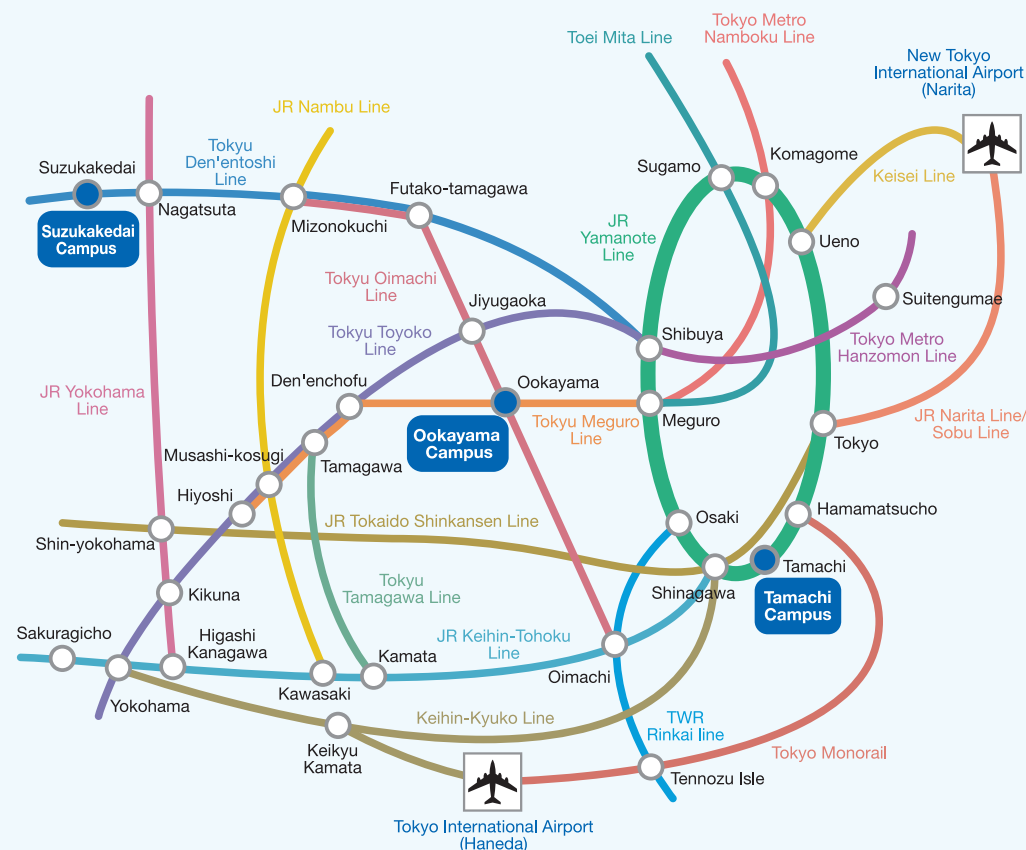 Toei Mita Line
Tokyo Metro
Namboku Line
New Tokyo
International Airport
(Narita)
JR Nambu Line
Tokyu
Den'entoshi
Line
Suzukakedai
Nagatsuta
Suzukakedai
Campus
Mizonokuchi
Futako-tamagawa
Sugamo
Komagome
Keisei Line
JR
Yamanote
Line
Ueno
Tokyu Oimachi
Line
Jiyugaoka
Suitengumae
Tokyu Toyoko
Line
Shibuya
Tokyo Metro
Hanzomon Line
JR Yokohama
Line
Den'enchofu
Ookayama
Ookayama
Campus
Tokyu Meguro
Line
Meguro
Tokyo
JR Narita Line/
Sobu Line
Musashi-kosugi
Tamagawa
Hiyoshi
JR Tokaido Shinkansen Line
Shin-yokohama
Osaki
Hamamatsucho
Shinagawa
Tamachi
Tamachi
Campus
Kikuna
Tokyu
Tamagawa Line
Sakuragicho
Higashi
Kanagawa
JR Keihin-Tohoku
Line
Kamata
Oimachi
Yokohama
Kawasaki
Keihin-Kyuko Line
TWR
Rinkai line
Keikyu
Kamata
Tokyo Monorail
Tennozu Isle
Tokyo International Airport
(Haneda)